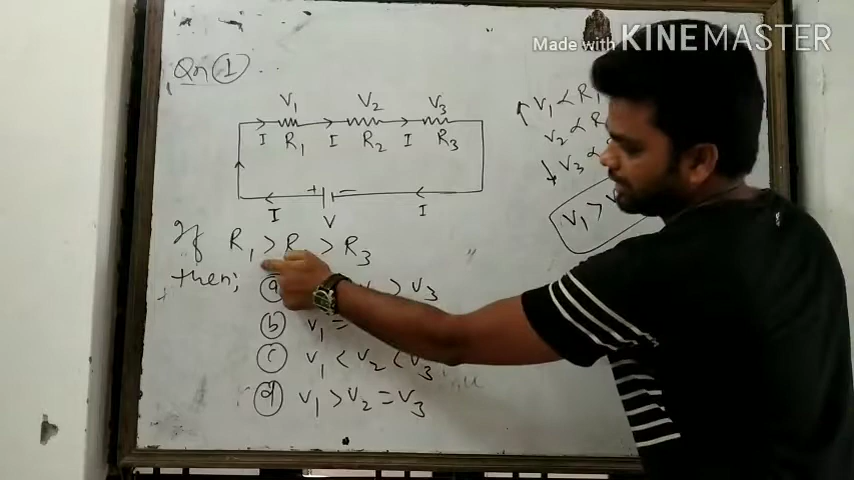 Made with KINEMASTER
Qn ①
V₁ V₂ V₃
I R₁ I R₂ I R₃
+ −
I V I
↑ V₁ ∝ R₁
V₂ ∝ R
↓ V₃ ∝
V₁ >
If R₁ > R > R₃
then;
ⓐ > V₃
ⓑ V₁ =
ⓒ V₁ < V₂ < V₃
ⓓ V₁ > V₂ = V₃